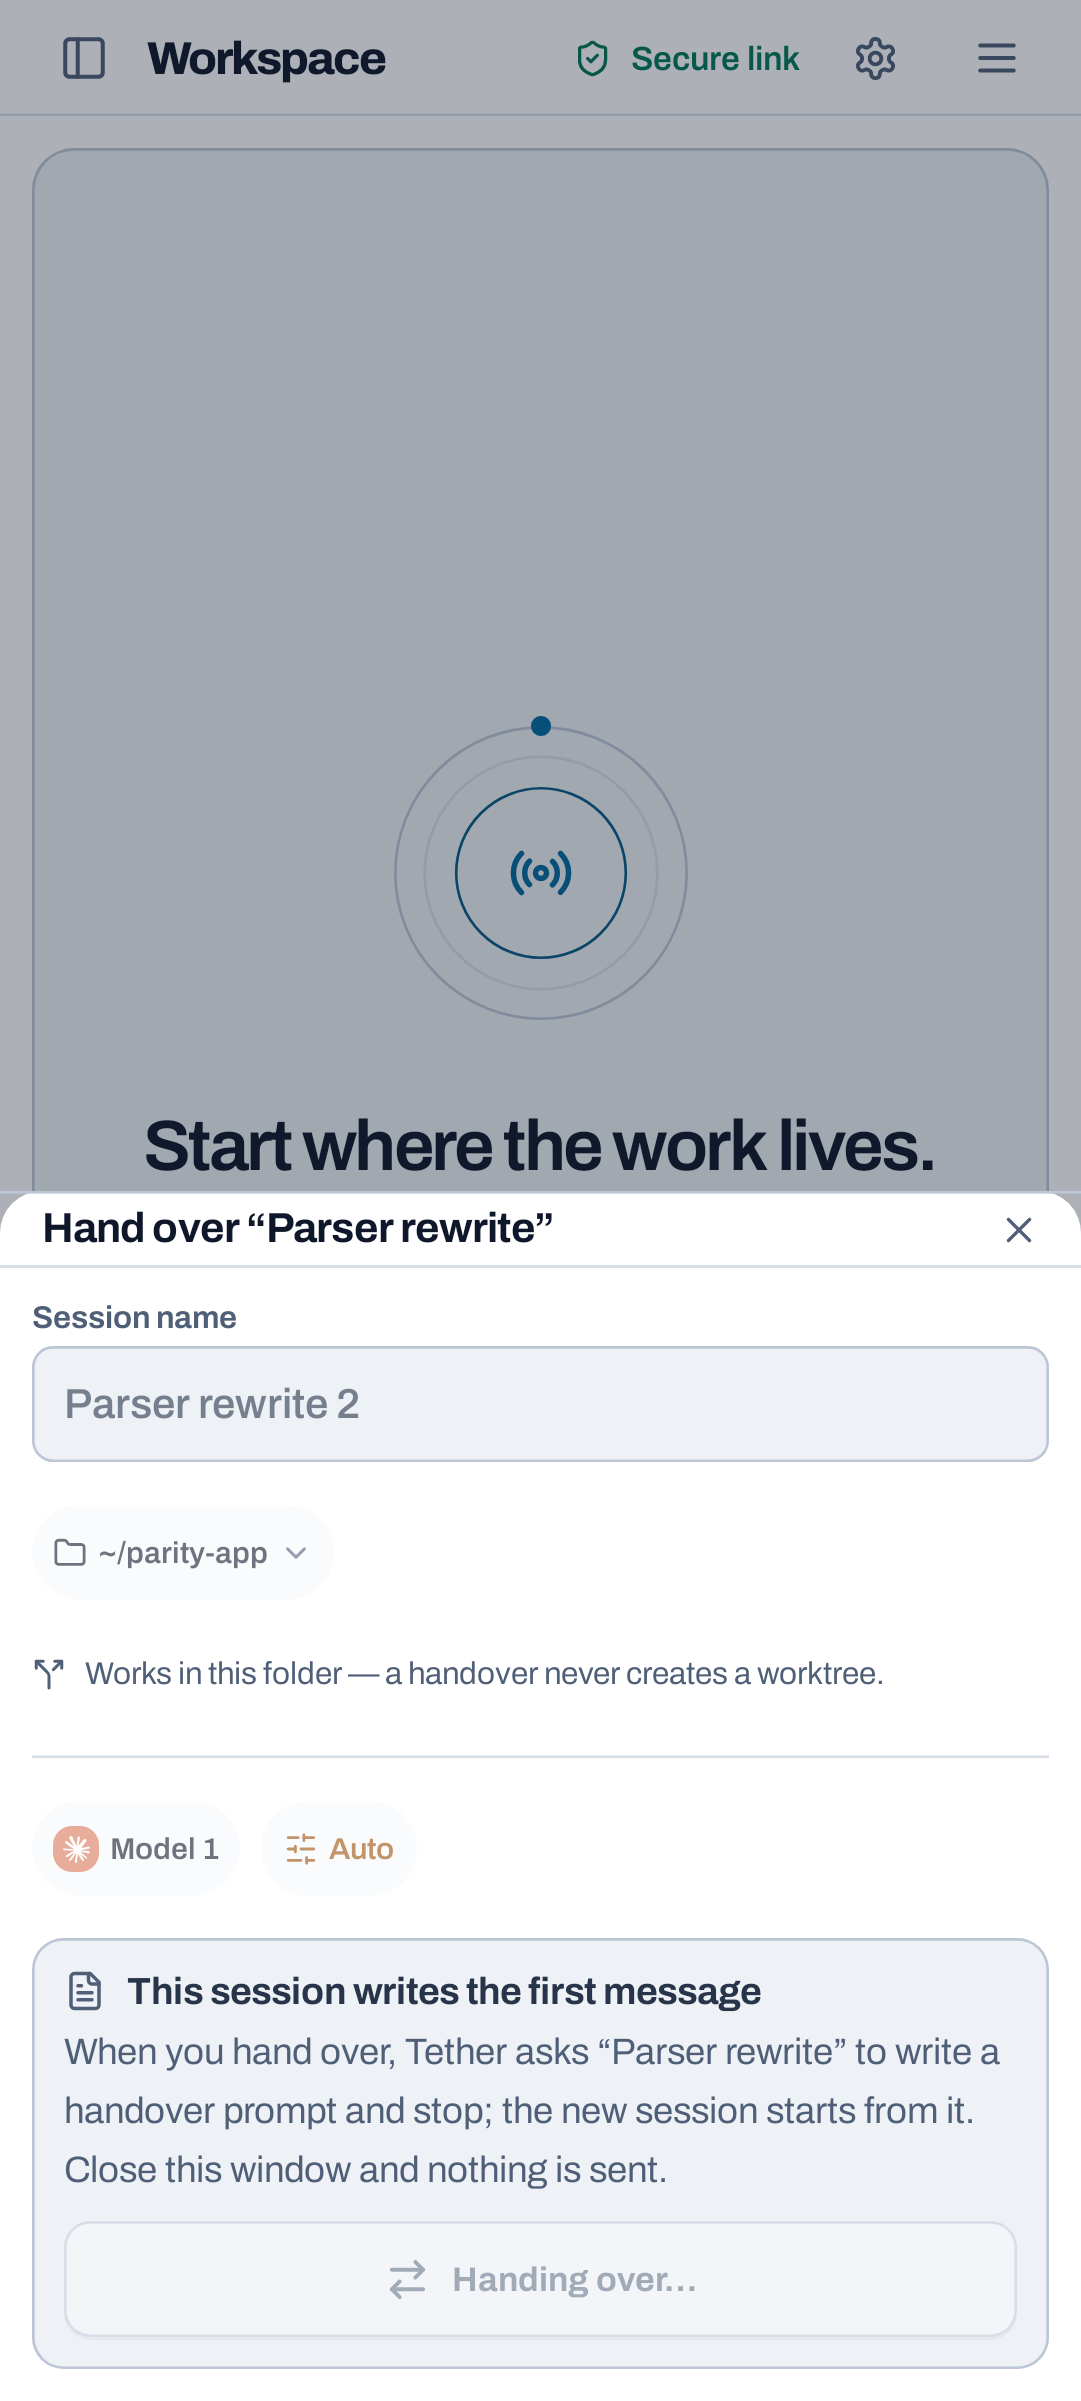 Workspace
Secure link
Start where the work lives.
Hand over “Parser rewrite”
Session name
Parser rewrite 2
~/parity-app
Works in this folder — a handover never creates a worktree.
Model 1
Auto
This session writes the first message
When you hand over, Tether asks “Parser rewrite” to write a
handover prompt and stop; the new session starts from it.
Close this window and nothing is sent.
Handing over...